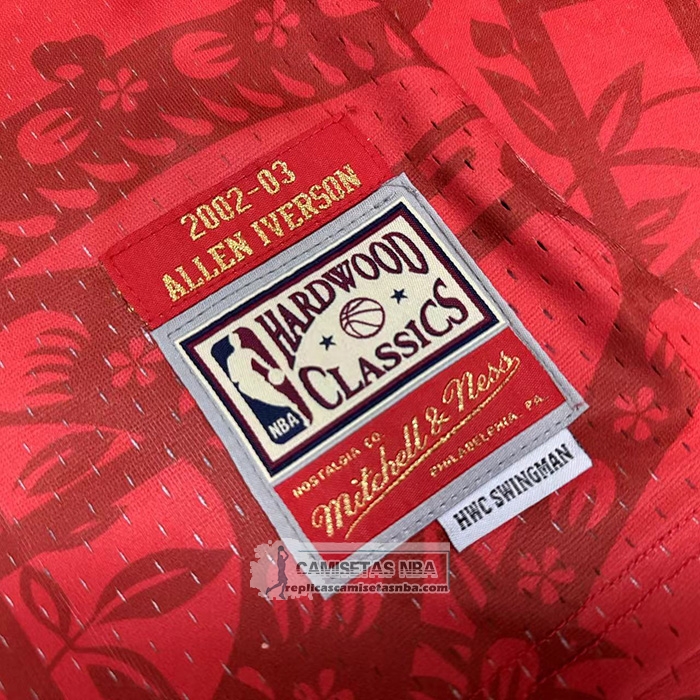 2002-03
ALLEN IVERSON
HARDWOOD
CLASSICS
NBA
NOSTALGIA CO
Mitchell & Ness
PHILADELPHIA, PA.
HWC SWINGMAN
CAMISETAS NBA
replicascamisetasnba.com